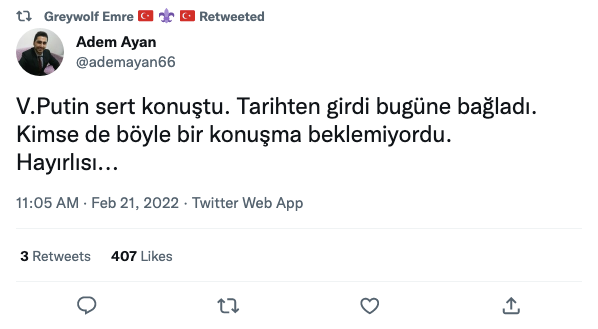 Greywolf Emre 🇹🇷 ⚜️ 🇹🇷 Retweeted
Adem Ayan
@ademayan66
V.Putin sert konuştu. Tarihten girdi bugüne bağladı.
Kimse de böyle bir konuşma beklemiyordu.
Hayırlısı...
11:05 AM · Feb 21, 2022 · Twitter Web App
3 Retweets 407 Likes